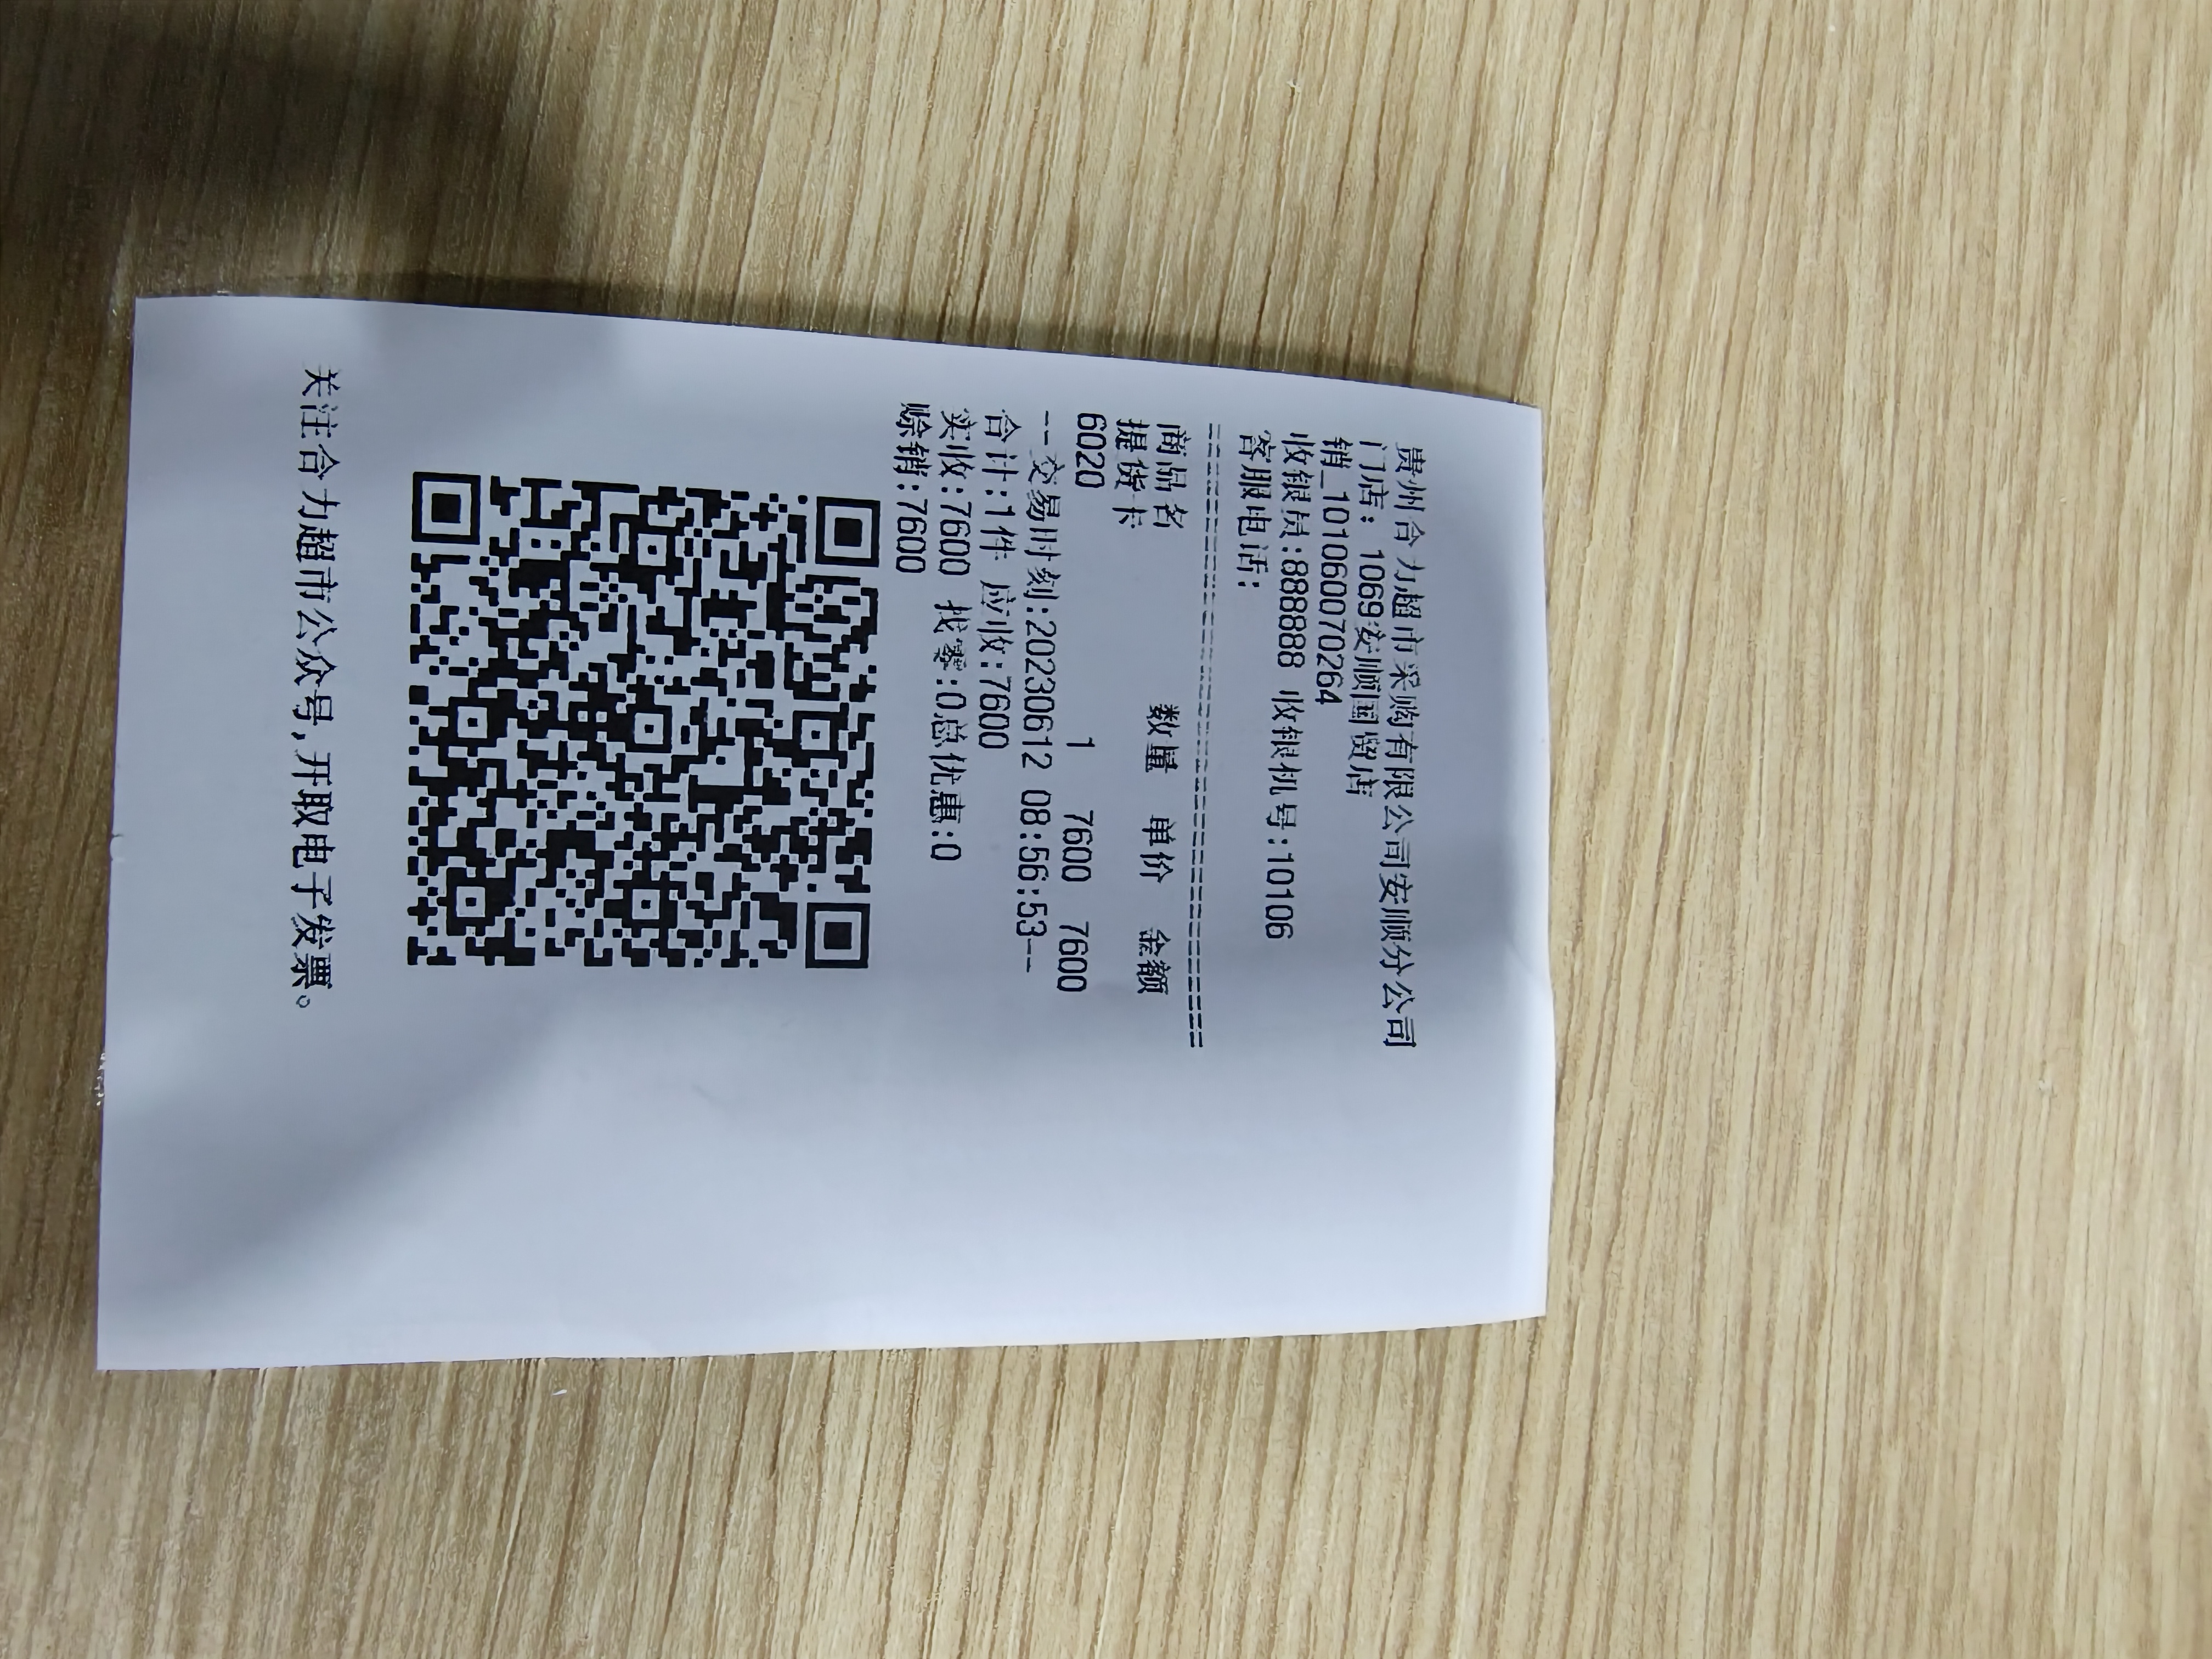 贵州合力超市采购有限公司安顺分公司
门店：1069安顺国贸店
销_101060070264
收银员:888888 收银机号:10106
客服电话:
================================
商品名 数量 单价 金额
提货卡
6020 1 7600 7600
--交易时刻:20230612 08:56:53--
合计:1件 应收:7600
实收:7600 找零:0总优惠:0
赊销:7600
关注合力超市公众号,开取电子发票。